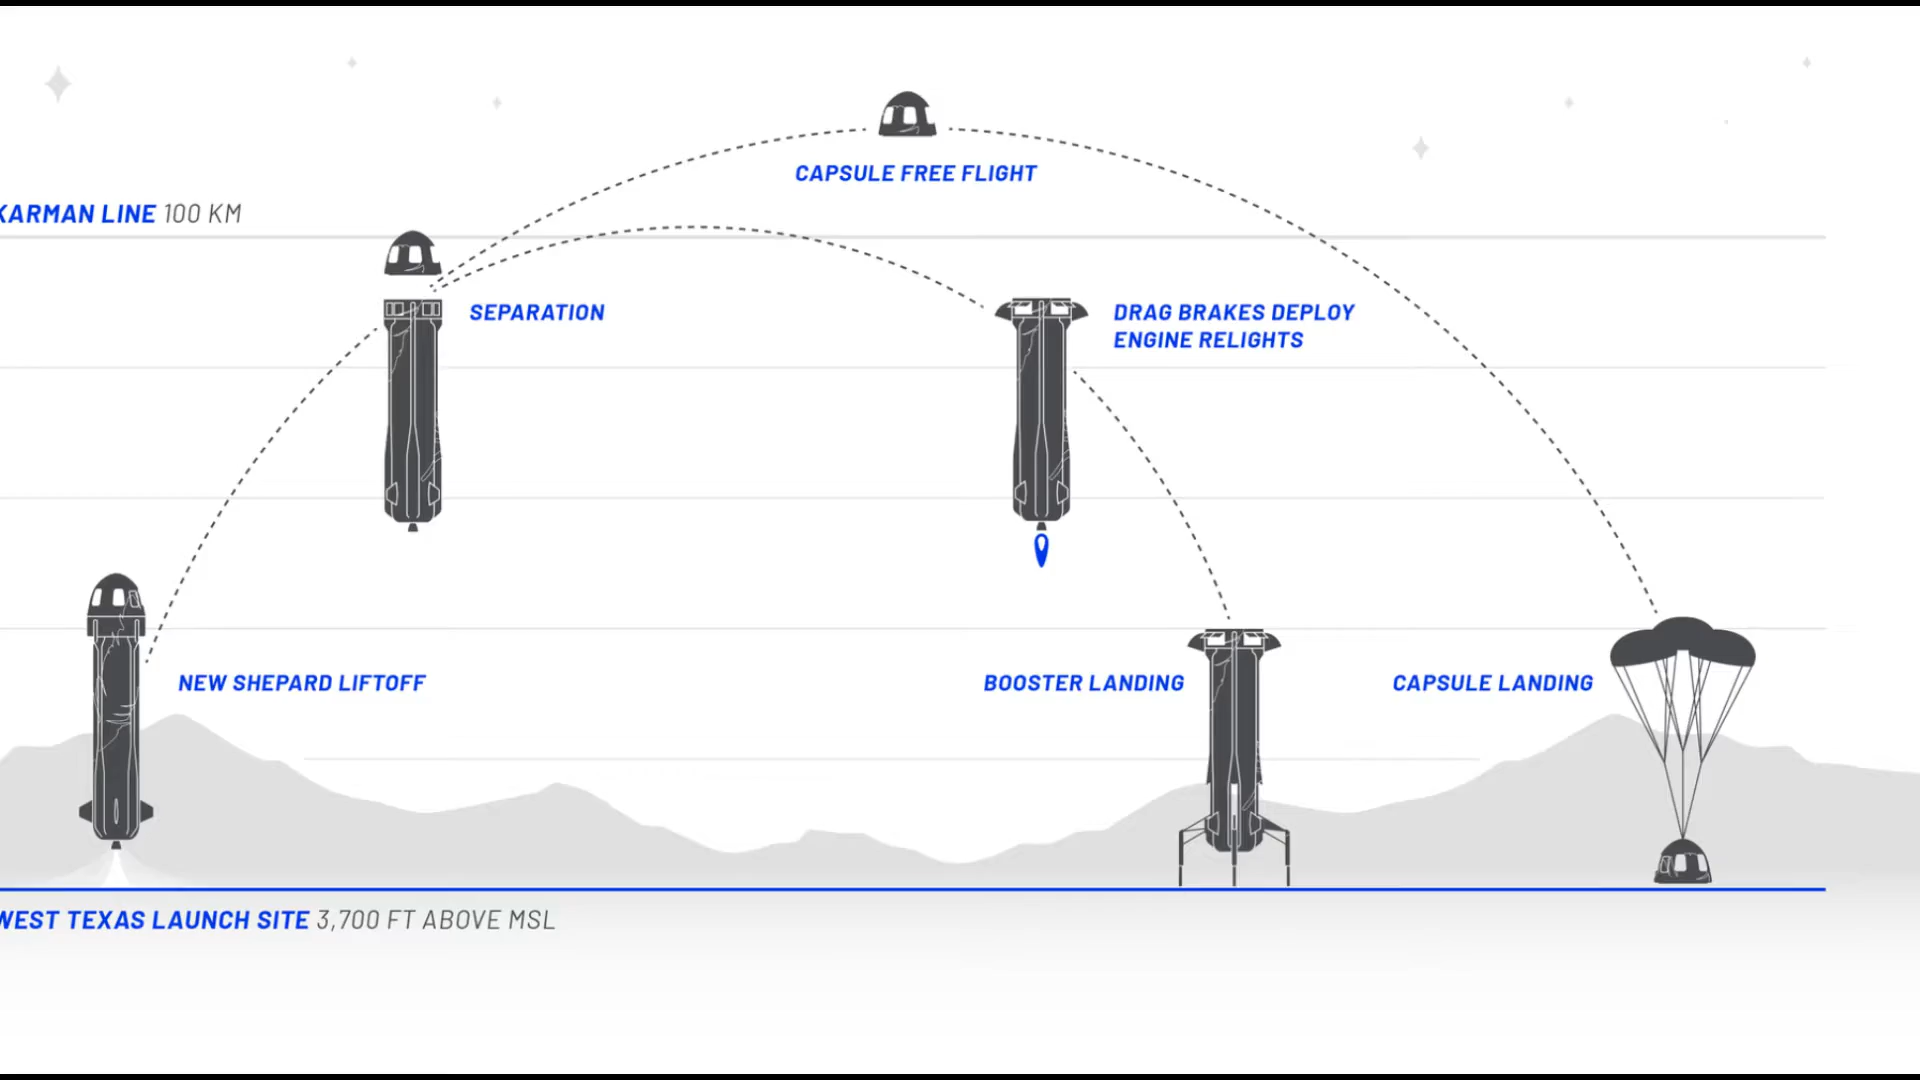 CAPSULE FREE FLIGHT
KARMAN LINE 100 KM
SEPARATION
DRAG BRAKES DEPLOY
ENGINE RELIGHTS
NEW SHEPARD LIFTOFF
BOOSTER LANDING
CAPSULE LANDING
WEST TEXAS LAUNCH SITE 3,700 FT ABOVE MSL